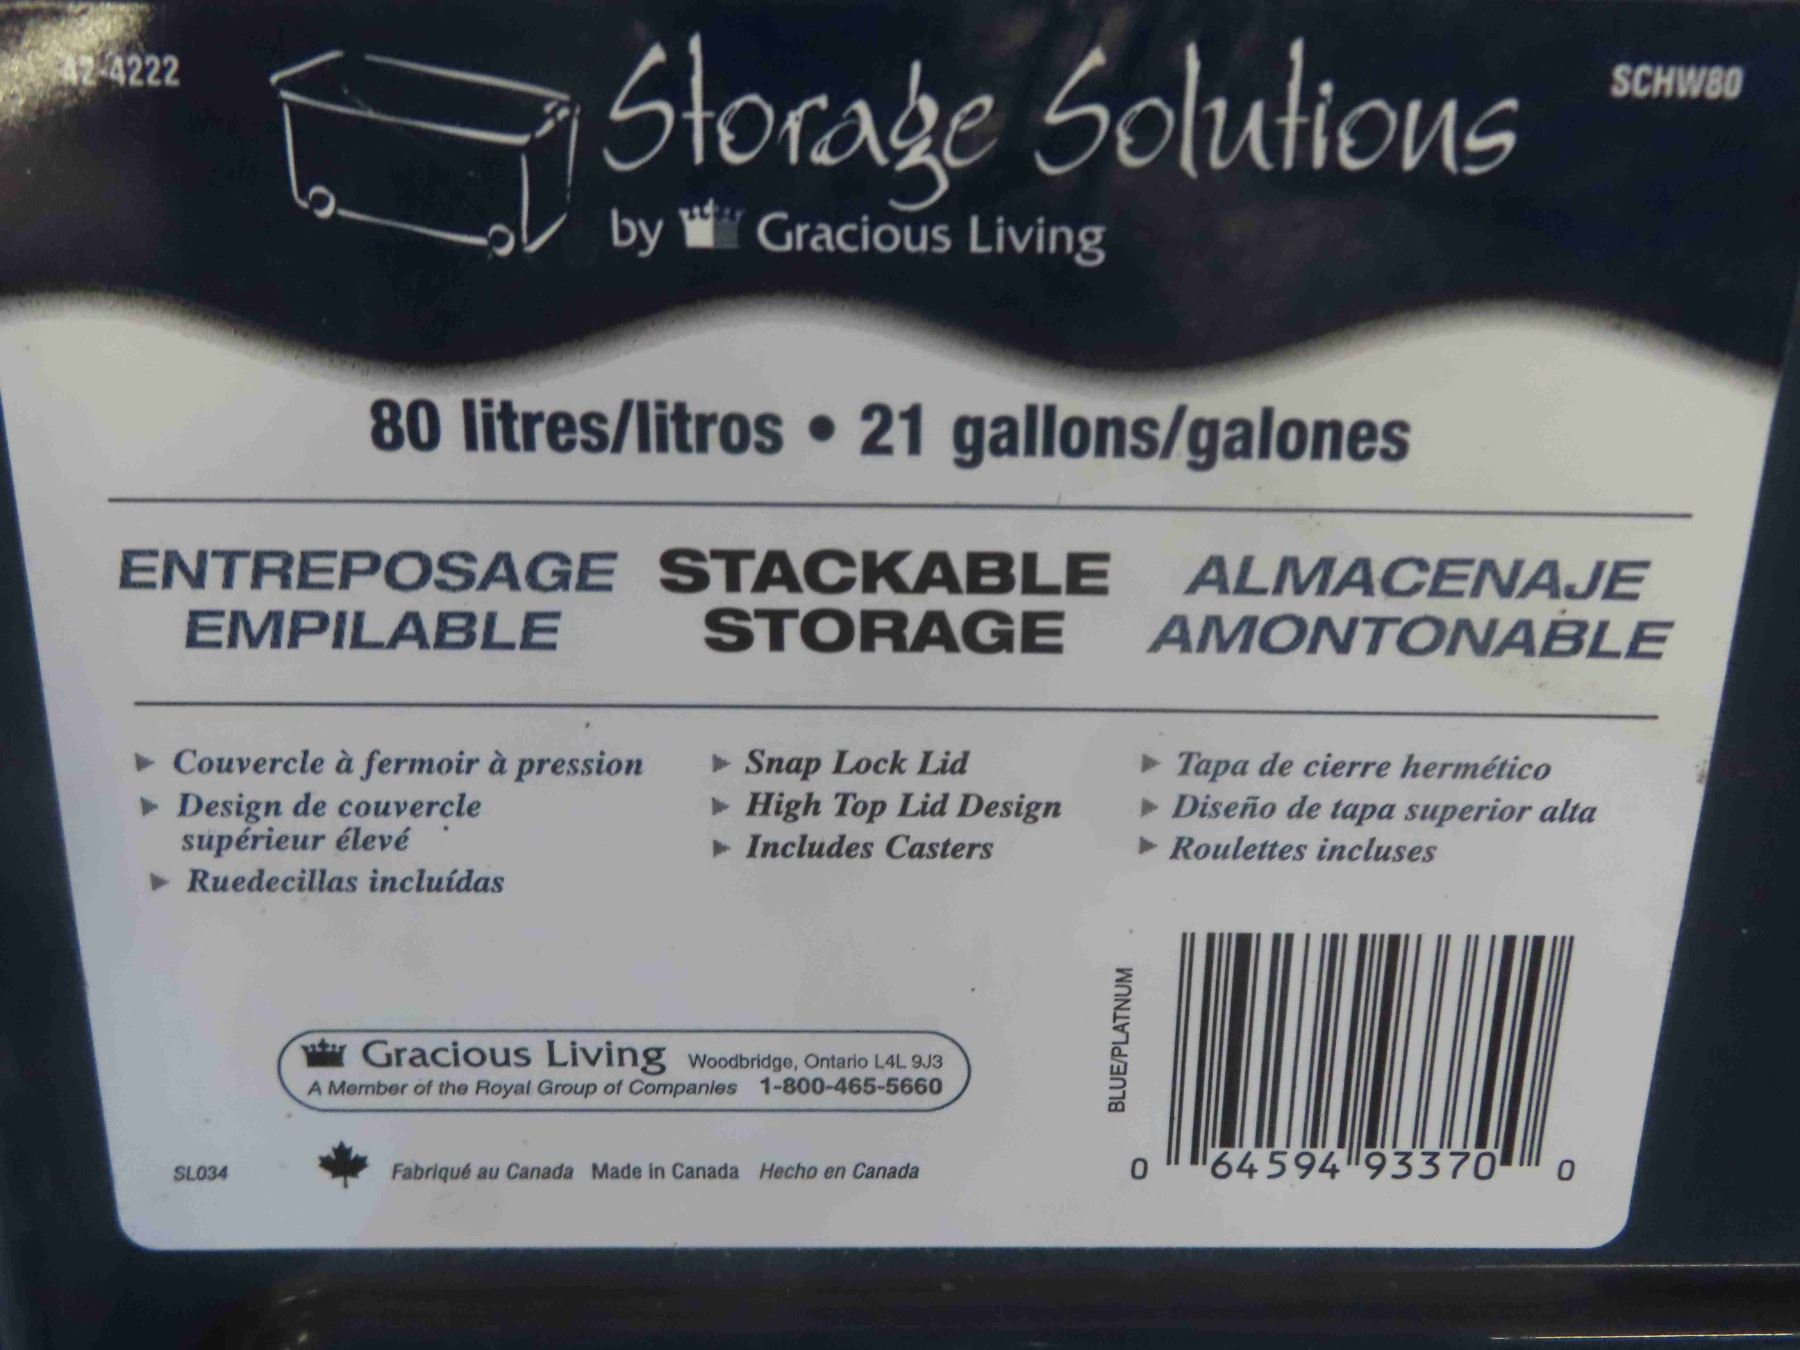 42-4222
Storage Solutions
SCHW80
by Gracious Living
80 litres/litros • 21 gallons/galones
ENTREPOSAGE
EMPILABLE
STACKABLE
STORAGE
ALMACENAJE
AMONTONABLE
Couvercle à fermoir à pression
Design de couvercle
supérieur élevé
Ruedecillas incluídas
Snap Lock Lid
High Top Lid Design
Includes Casters
Tapa de cierre hermético
Diseño de tapa superior alta
Roulettes incluses
Gracious Living Woodbridge, Ontario L4L 9J3
A Member of the Royal Group of Companies 1-800-465-5660
SL034
Fabriqué au Canada Made in Canada Hecho en Canada
BLUE/PLATNUM
0 64594 93370 0